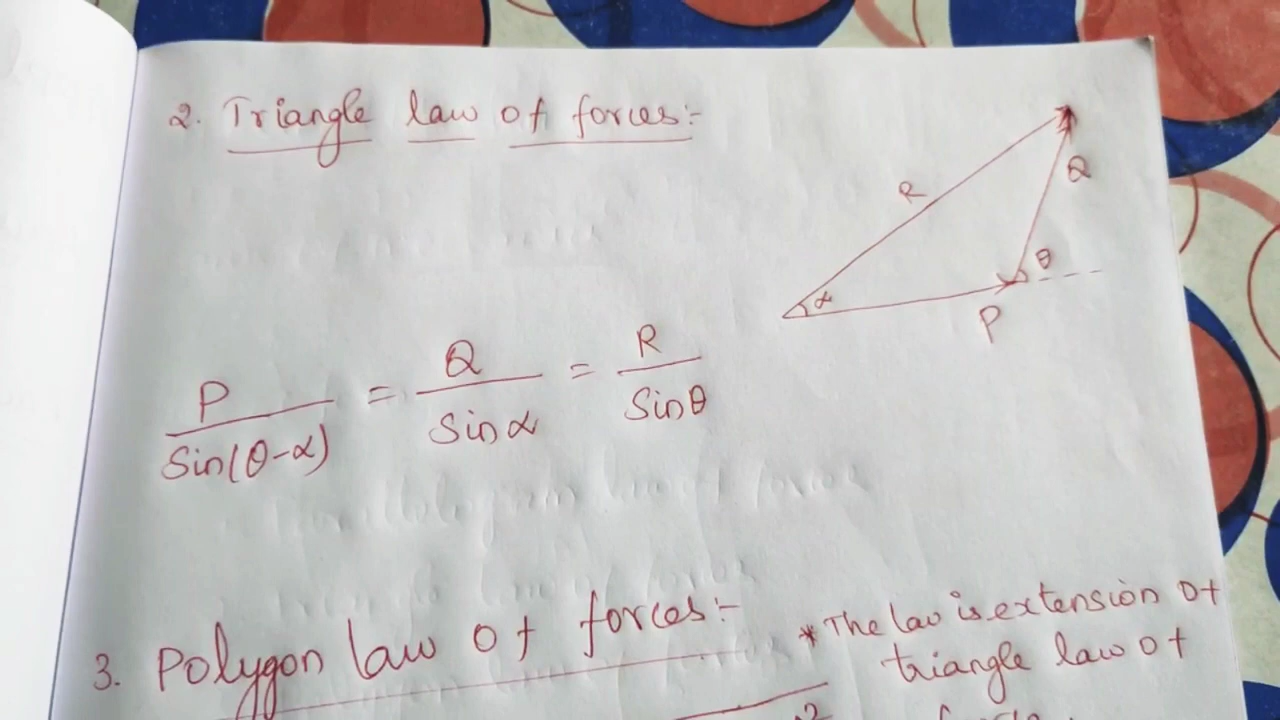 2. Triangle law of forces:-
R
Q
θ
α
P
P/Sin(θ-α) = Q/Sinα = R/Sinθ
3. Polygon law of forces:-
* The law is extension of
triangle law of